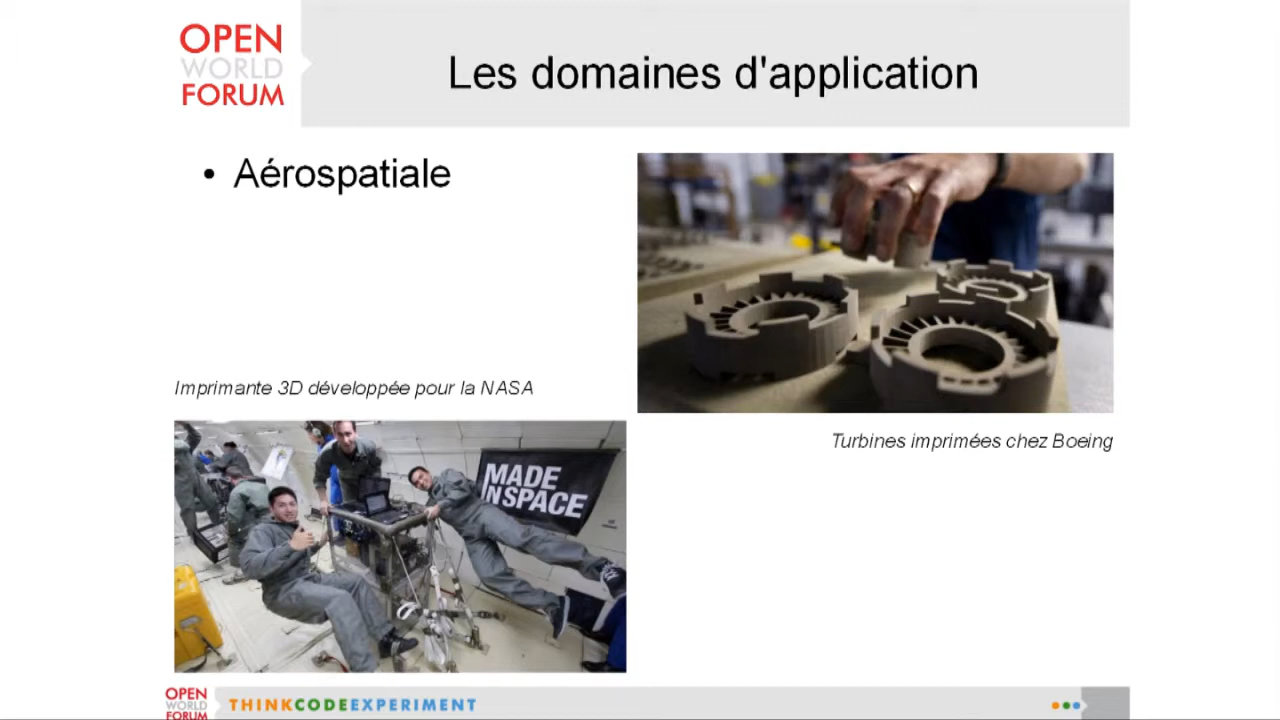 OPEN
WORLD
FORUM
Les domaines d'application
• Aérospatiale
Imprimante 3D développée pour la NASA
Turbines imprimées chez Boeing
MADE
IN SPACE
OPEN
WORLD
FORUM
THINKCODEEXPERIMENT